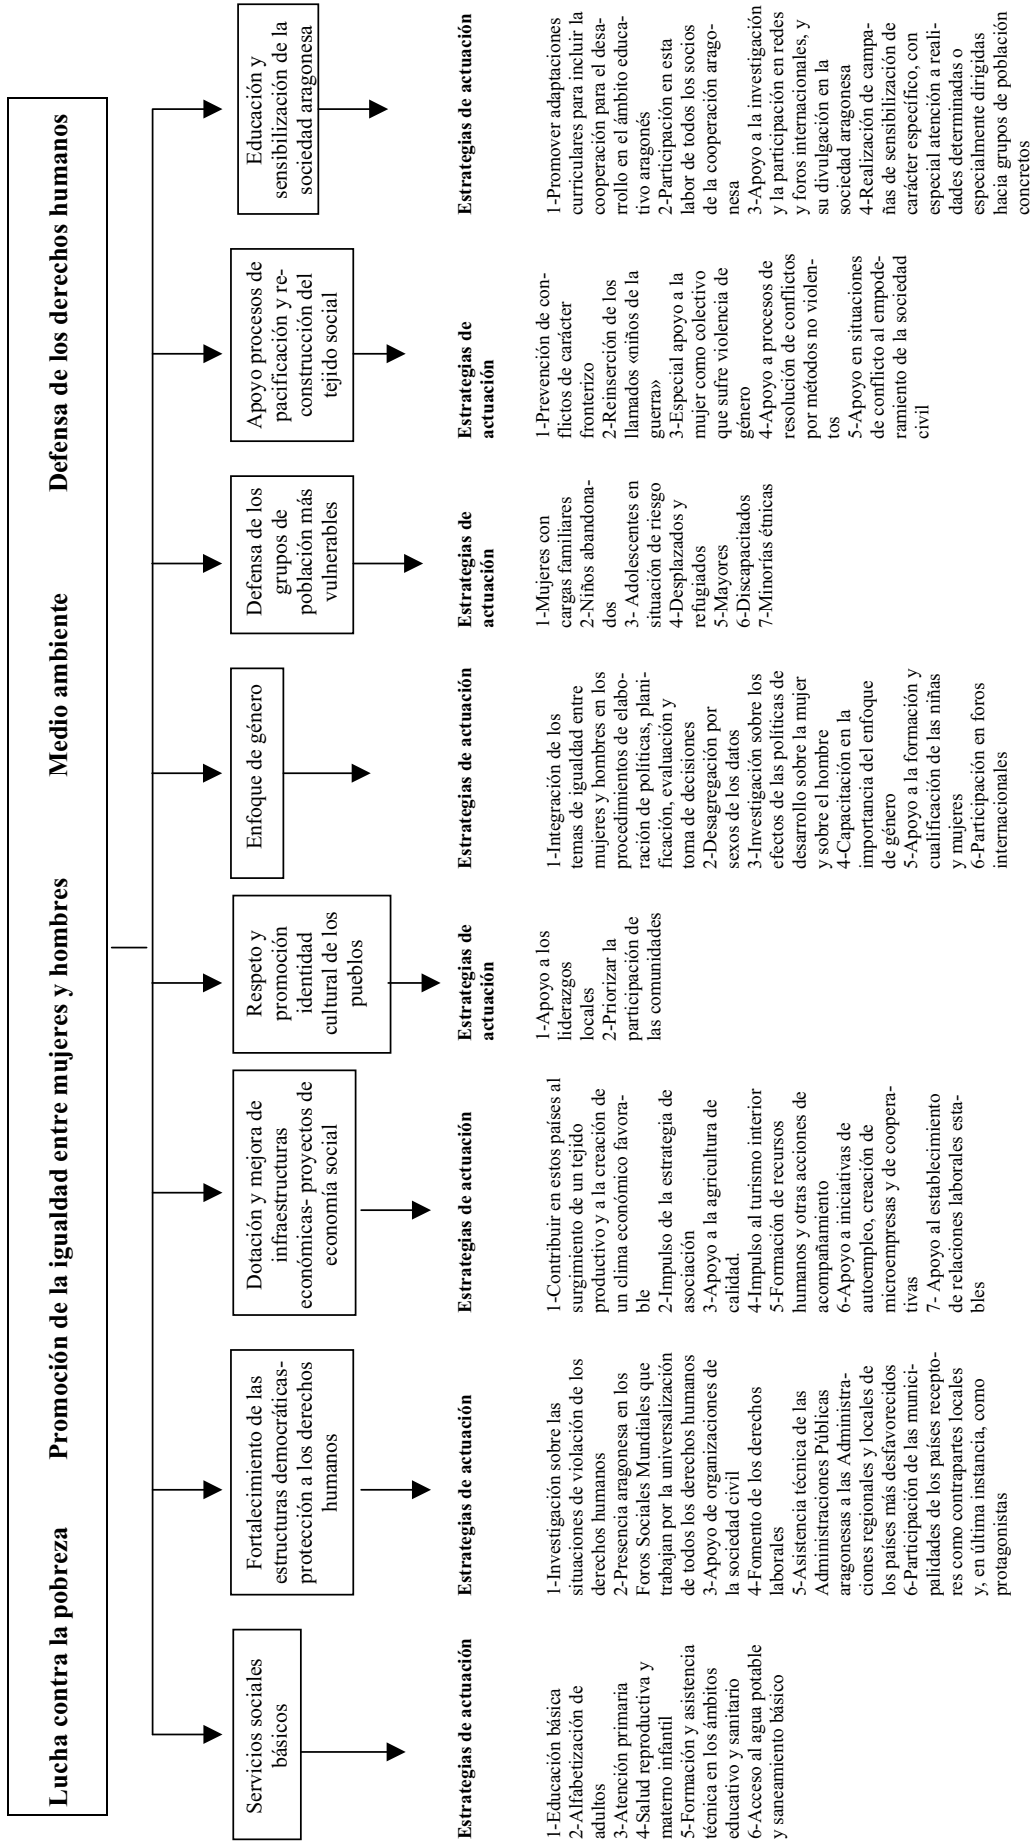 Lucha contra la pobreza Promoción de la igualdad entre mujeres y hombres Medio ambiente Defensa de los derechos humanos
Servicios sociales
básicos
Estrategias de actuación
1-Educación básica
2-Alfabetización de
adultos
3-Atención primaria
4-Salud reproductiva y
materno infantil
5-Formación y asistencia
técnica en los ámbitos
educativo y sanitario
6-Acceso al agua potable
y saneamiento básico
Fortalecimiento de las
estructuras democráticas-
protección a los derechos
humanos
Estrategias de actuación
1-Investigación sobre las
situaciones de violación de los
derechos humanos
2-Presencia aragonesa en los
Foros Sociales Mundiales que
trabajan por la universalización
de todos los derechos humanos
3-Apoyo de organizaciones de
la sociedad civil
4-Fomento de los derechos
laborales
5-Asistencia técnica de las
Administraciones Públicas
aragonesas a las Administra-
ciones regionales y locales de
los países más desfavorecidos
6-Participación de las munici-
palidades de los países recepto-
res como contrapartes locales
y, en última instancia, como
protagonistas
Dotación y mejora de
infraestructuras
económicas- proyectos de
economía social
Estrategias de actuación
1-Contribuir en estos países al
surgimiento de un tejido
productivo y a la creación de
un clima económico favora-
ble
2-Impulso de la estrategia de
asociación
3-Apoyo a la agricultura de
calidad.
4-Impulso al turismo interior
5-Formación de recursos
humanos y otras acciones de
acompañamiento
6-Apoyo a iniciativas de
autoempleo, creación de
microempresas y de coopera-
tivas
7- Apoyo al establecimiento
de relaciones laborales esta-
bles
Respeto y
promoción
identidad
cultural de los
pueblos
Estrategias de
actuación
1-Apoyo a los
liderazgos
locales
2-Priorizar la
participación de
las comunidades
Enfoque de género
Estrategias de actuación
1-Integración de los
temas de igualdad entre
mujeres y hombres en los
procedimientos de elabo-
ración de políticas, plani-
ficación, evaluación y
toma de decisiones
2-Desagregación por
sexos de los datos
3-Investigación sobre los
efectos de las políticas de
desarrollo sobre la mujer
y sobre el hombre
4-Capacitación en la
importancia del enfoque
de género
5-Apoyo a la formación y
cualificación de las niñas
y mujeres
6-Participación en foros
internacionales
Defensa de los
grupos de
población más
vulnerables
Estrategias de
actuación
1-Mujeres con
cargas familiares
2-Niños abandona-
dos
3- Adolescentes en
situación de riesgo
4-Desplazados y
refugiados
5-Mayores
6-Discapacitados
7-Minorías étnicas
Apoyo procesos de
pacificación y re-
construcción del
tejido social
Estrategias de
actuación
1-Prevención de con-
flictos de carácter
fronterizo
2-Reinserción de los
llamados «niños de la
guerra»
3-Especial apoyo a la
mujer como colectivo
que sufre violencia de
género
4-Apoyo a procesos de
resolución de conflictos
por métodos no violen-
tos
5-Apoyo en situaciones
de conflicto al empode-
ramiento de la sociedad
civil
Educación y
sensibilización de la
sociedad aragonesa
Estrategias de actuación
1-Promover adaptaciones
curriculares para incluir la
cooperación para el desa-
rrollo en el ámbito educa-
tivo aragonés
2-Participación en esta
labor de todos los socios
de la cooperación arago-
nesa
3-Apoyo a la investigación
y la participación en redes
y foros internacionales, y
su divulgación en la
sociedad aragonesa
4-Realización de campa-
ñas de sensibilización de
carácter específico, con
especial atención a reali-
dades determinadas o
especialmente dirigidas
hacia grupos de población
concretos